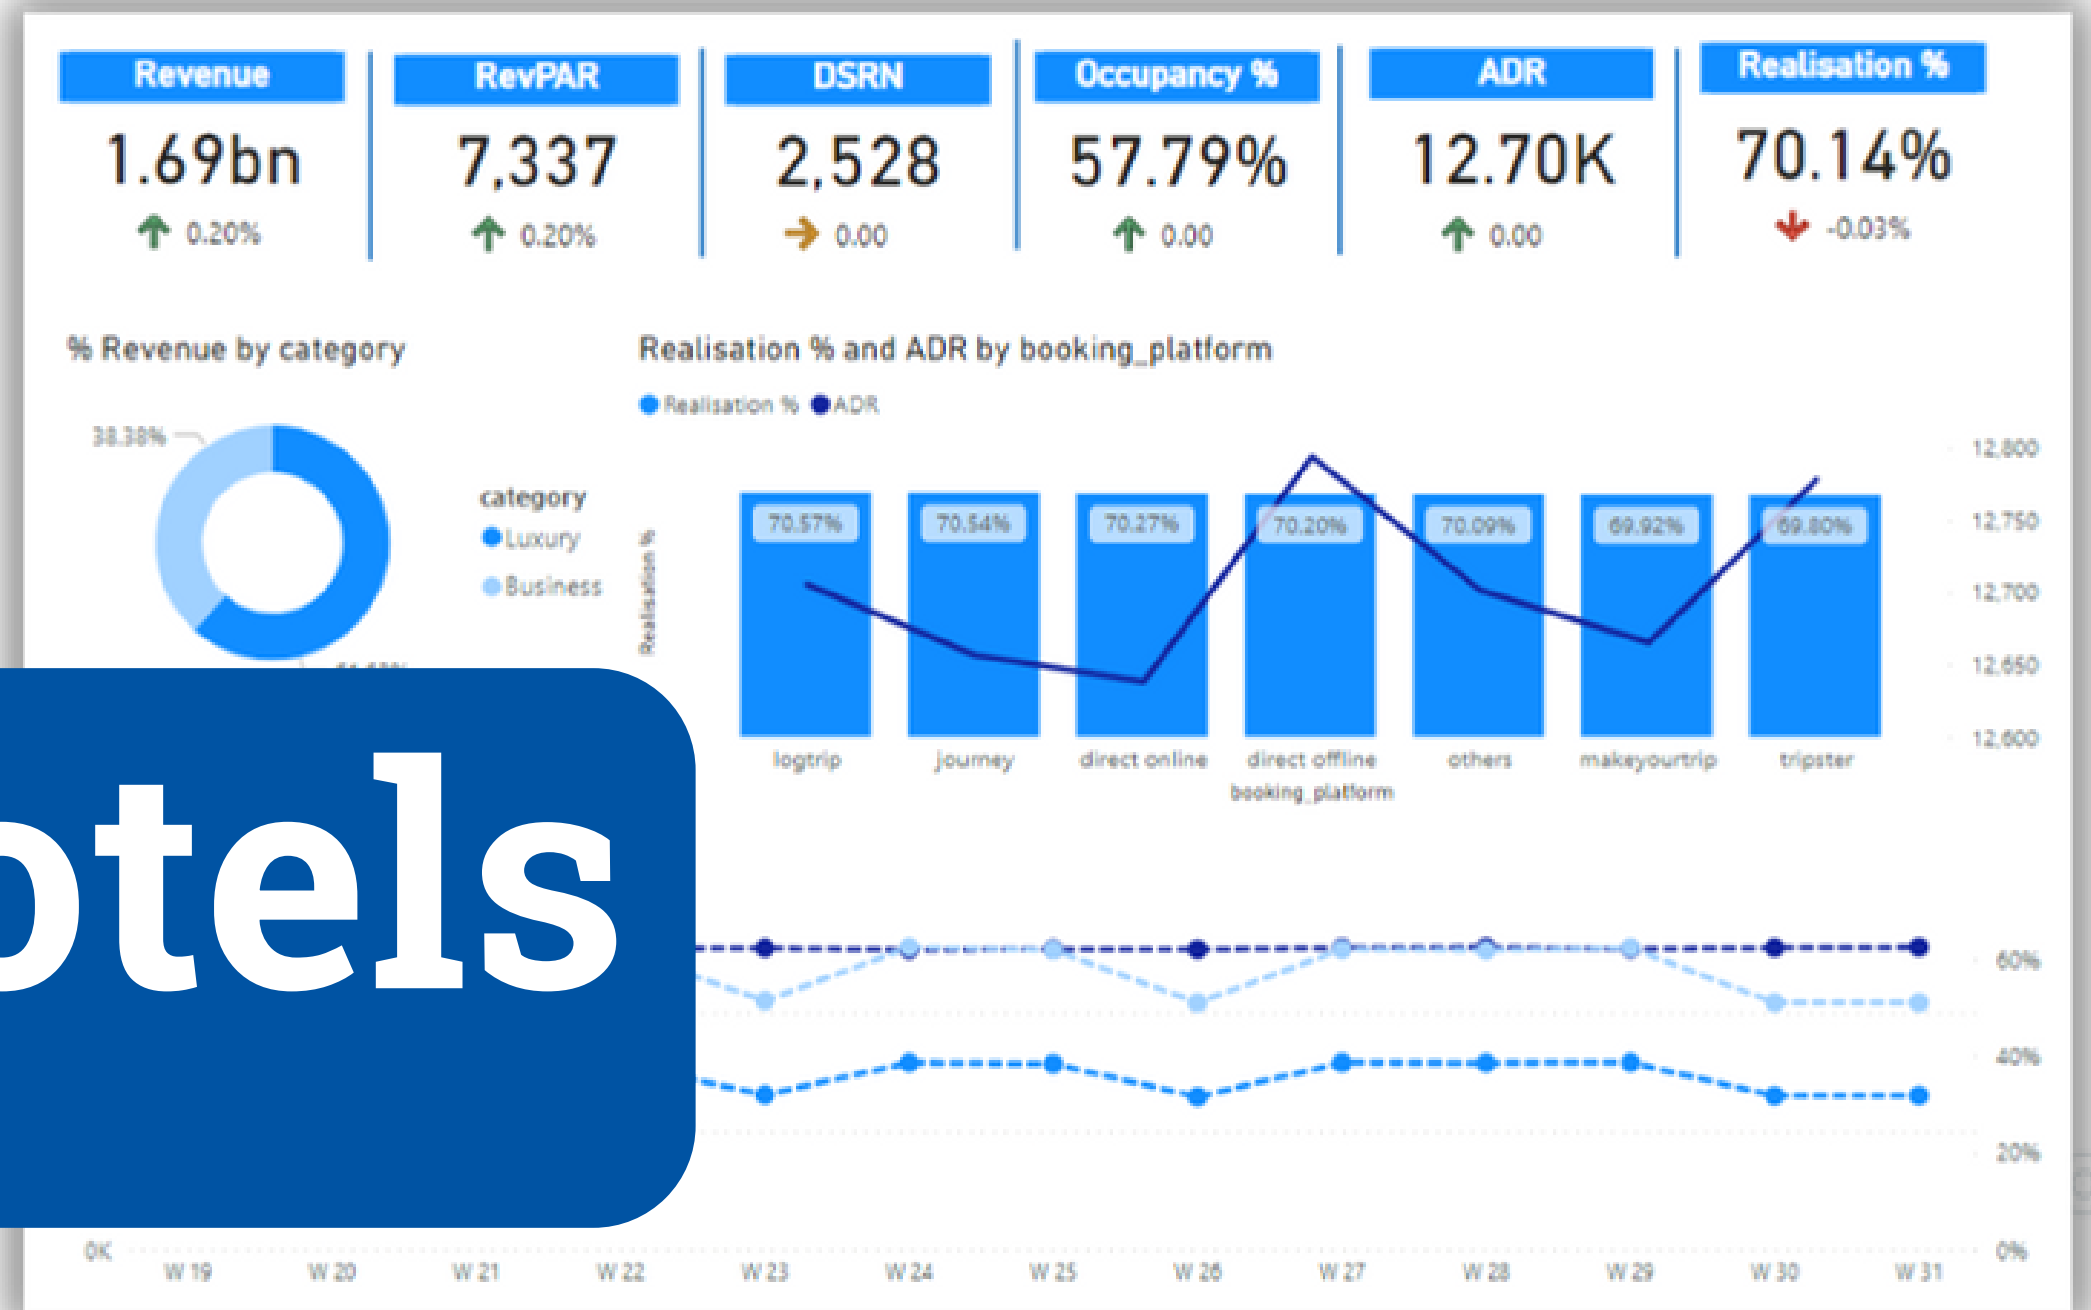 Revenue RevPAR DSRN Occupancy % ADR Realisation %
1.69bn 7,337 2,528 57.79% 12.70K 70.14%
0.20% 0.20% 0.00 0.00 0.00 -0.03%
% Revenue by category
38.38%
category
Luxury
Business
Realisation % and ADR by booking_platform
Realisation % ADR
Realisation %
70.57% 70.54% 70.27% 70.20% 70.09% 69.92% 69.80%
12,800
12,750
12,700
12,650
12,600
logtrip journey direct online direct offline others makeyourtrip tripster
booking_platform
otels
60%
40%
20%
0K 0%
W 19 W 20 W 21 W 22 W 23 W 24 W 25 W 26 W 27 W 28 W 29 W 30 W 31